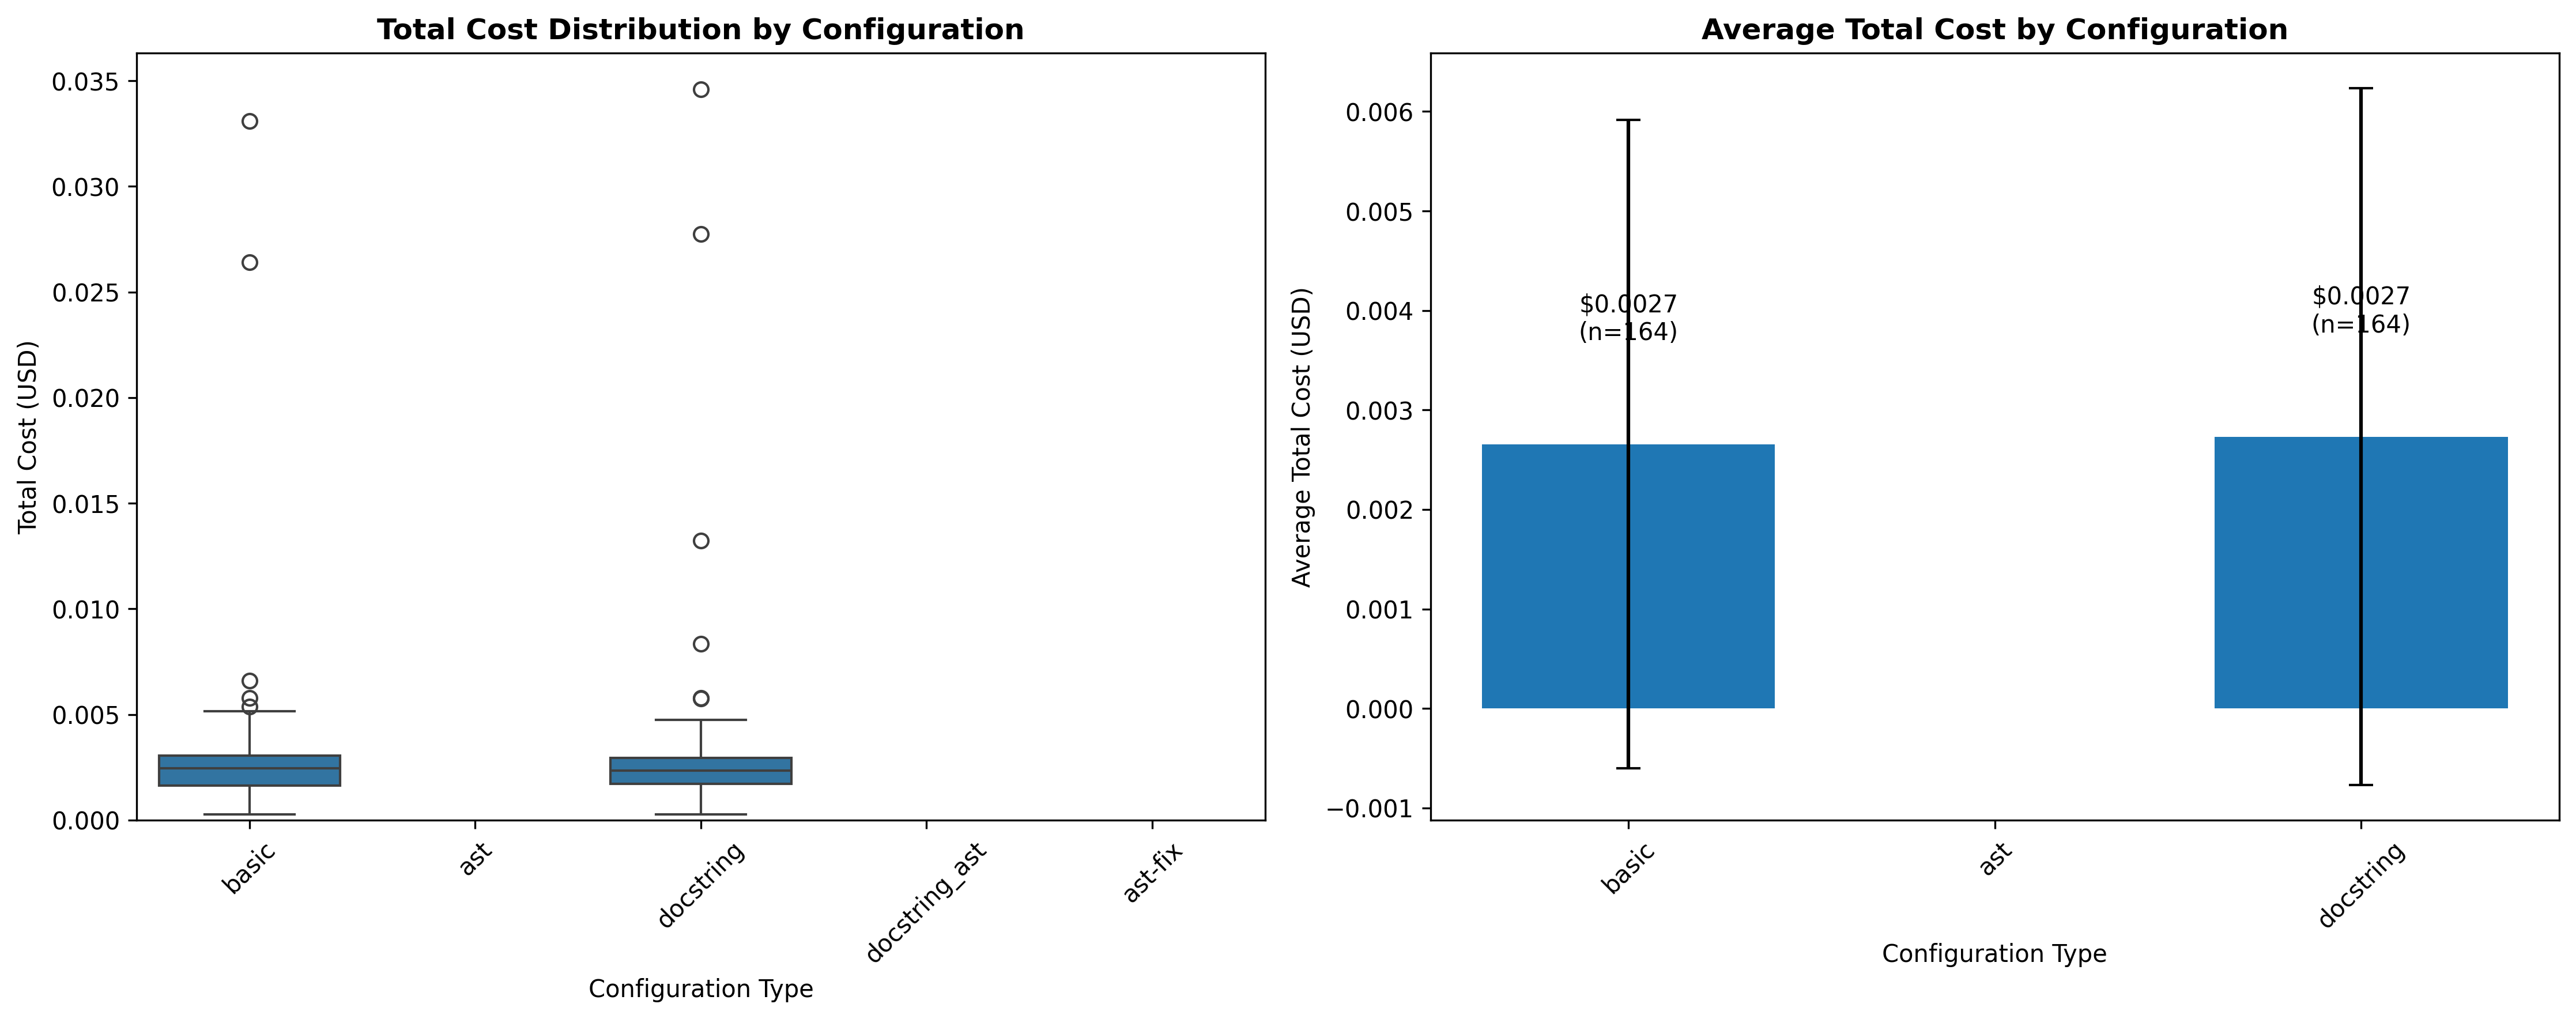 Total Cost Distribution by Configuration
Total Cost (USD)
0.035
0.030
0.025
0.020
0.015
0.010
0.005
0.000
basic
ast
docstring
docstring_ast
ast-fix
Configuration Type
Average Total Cost by Configuration
Average Total Cost (USD)
0.006
0.005
0.004
0.003
0.002
0.001
0.000
−0.001
$0.0027
(n=164)
$0.0027
(n=164)
basic
ast
docstring
Configuration Type